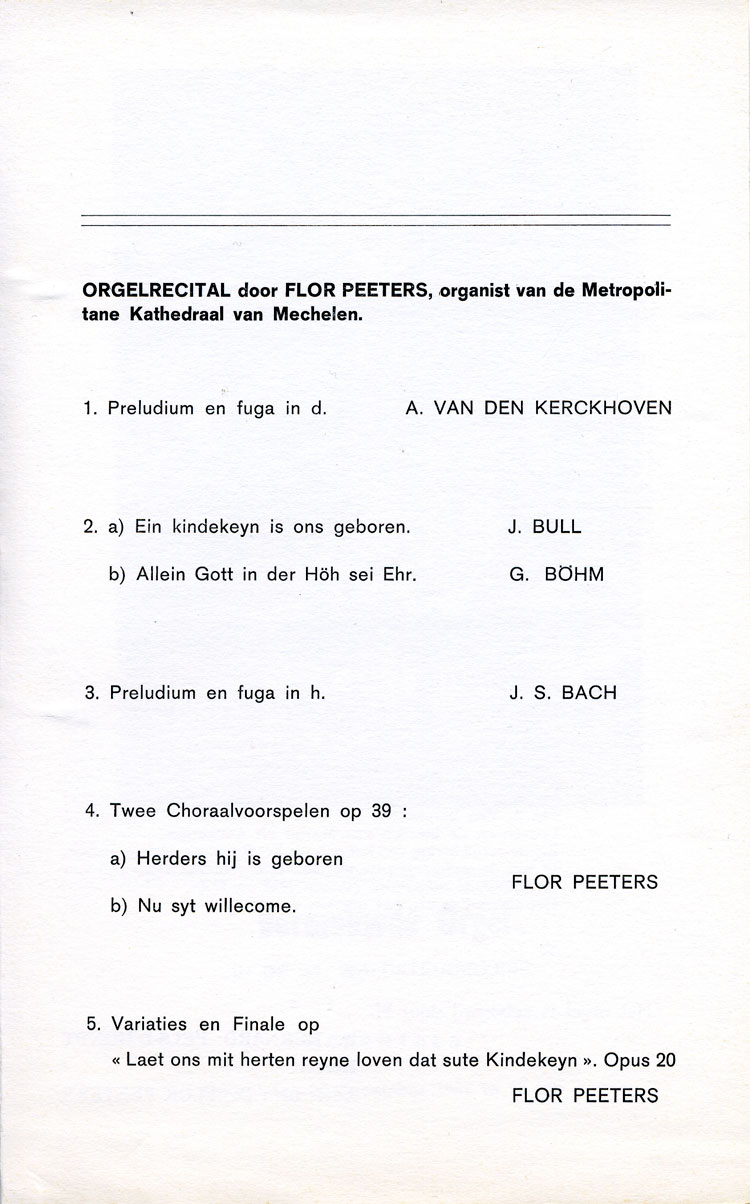 ORGELRECITAL door FLOR PEETERS, organist van de Metropoli-
tane Kathedraal van Mechelen.
1. Preludium en fuga in d. A. VAN DEN KERCKHOVEN
2. a) Ein kindekeyn is ons geboren. J. BULL
b) Allein Gott in der Höh sei Ehr. G. BÖHM
3. Preludium en fuga in h. J. S. BACH
4. Twee Choraalvoorspelen op 39 :
a) Herders hij is geboren
FLOR PEETERS
b) Nu syt willecome.
5. Variaties en Finale op
« Laet ons mit herten reyne loven dat sute Kindekeyn ». Opus 20
FLOR PEETERS